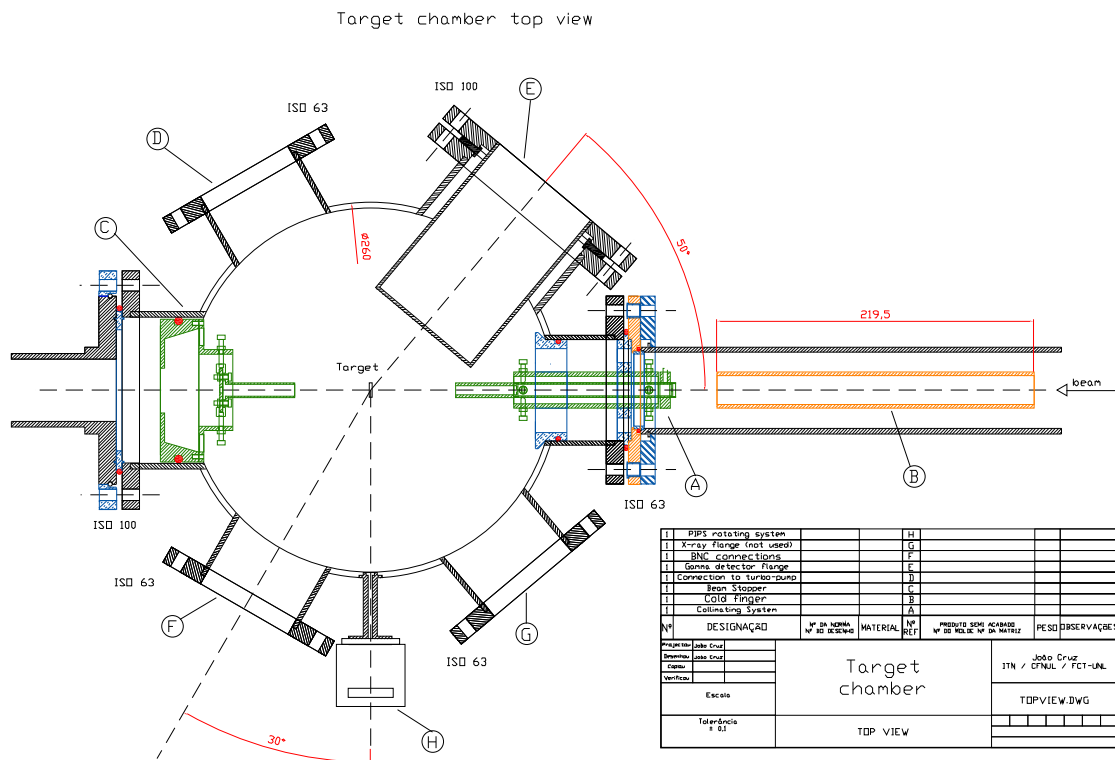 Target chamber top view
ISO 100
E
ISO 63
D
C
50°
ø260
219,5
Target
beam
A
B
ISO 100
ISO 63
ISO 63
F
G
ISO 63
H
30°
1 PIPS rotating system H
1 X-ray flange (not used) G
1 BNC connections F
1 Gamma detector flange E
1 Connection to turbo-pump D
1 Beam Stopper C
1 Cold finger B
1 Collimating System A
Nº DESIGNAÇÃO Nº DA NORMA Nº DO DESENHO MATERIAL Nº REF PRODUTO SEMI ACABADO Nº DO MOLDE Nº DA MATRIZ PESO OBSERVAÇÕES
Projectou João Cruz
Desenhou João Cruz
Copiou
Verificou
Escala
Tolerância
± 0,1
Target
chamber
TOP VIEW
João Cruz
ITN / CFNUL / FCT-UNL
TOPVIEW.DWG